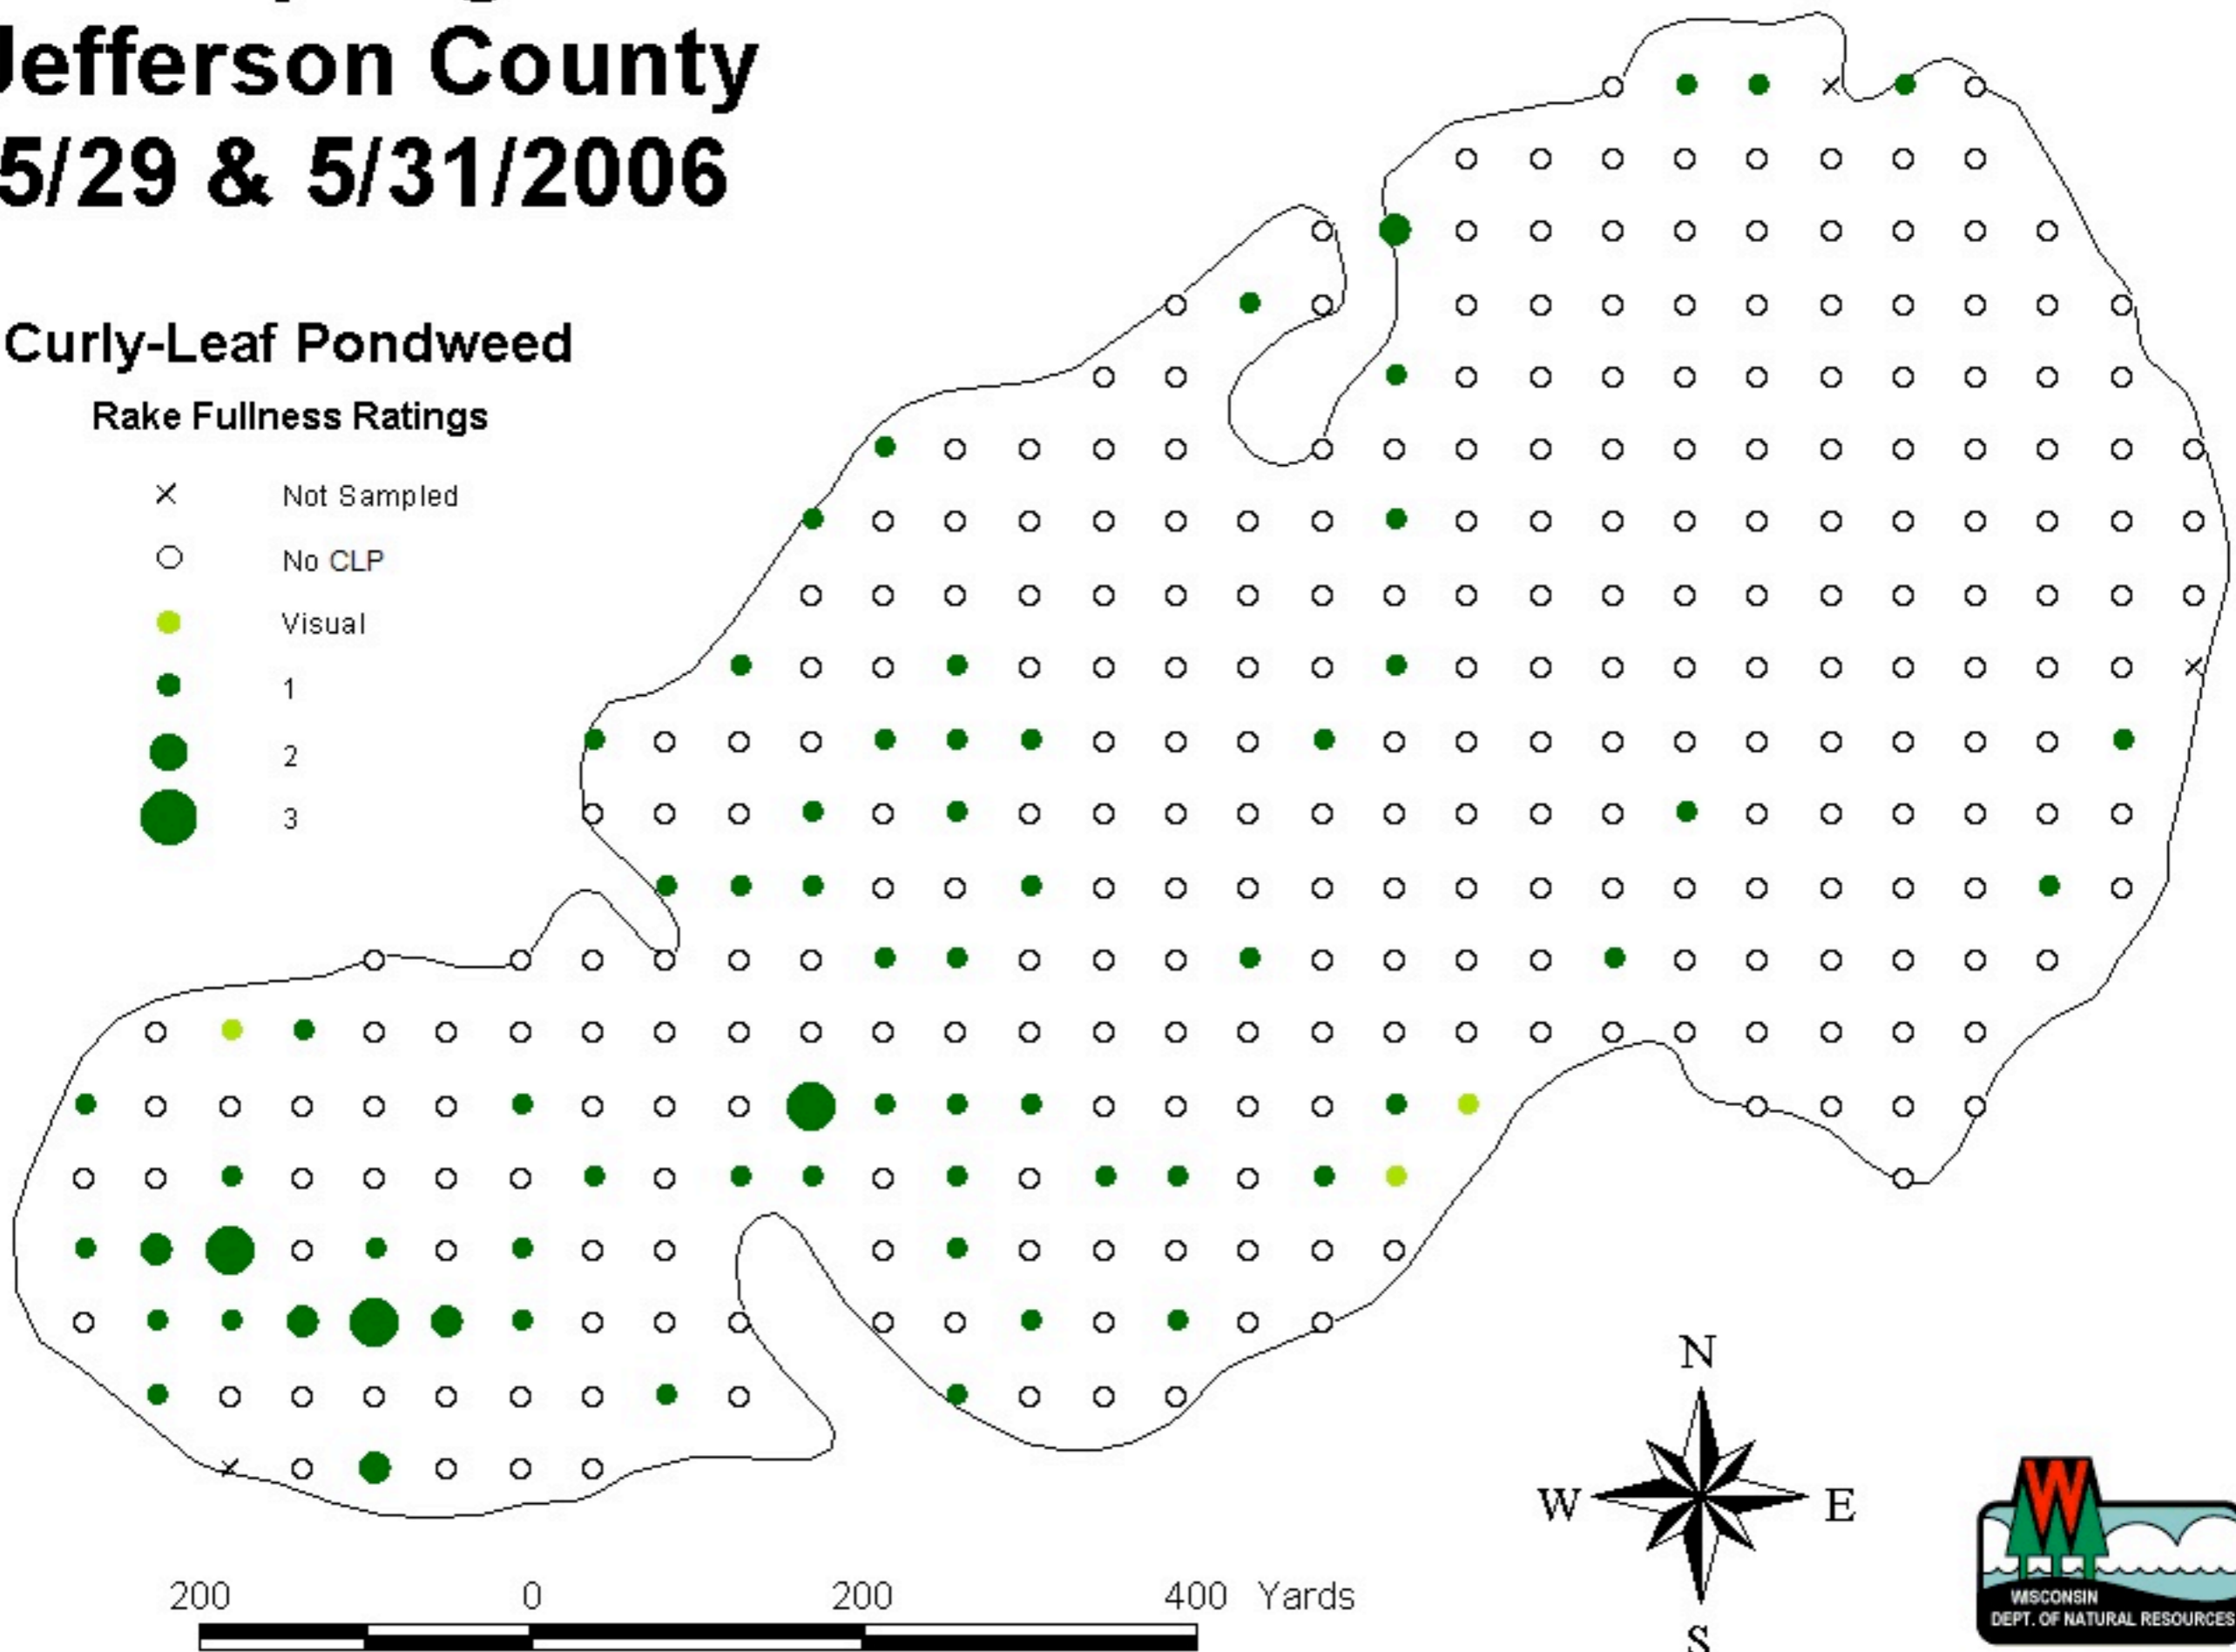 Jefferson County
5/29 & 5/31/2006
Curly-Leaf Pondweed
Rake Fullness Ratings
Not Sampled
No CLP
Visual
1
2
3
N
W E
S
200 0 200 400 Yards
W
WISCONSIN
DEPT. OF NATURAL RESOURCES